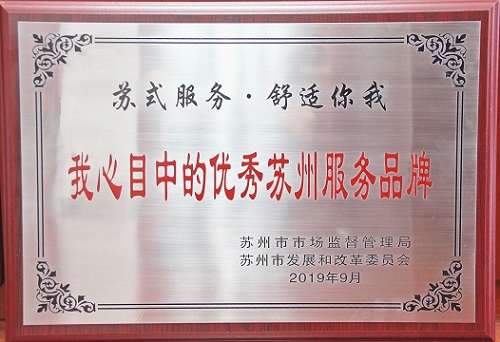 苏式服务·舒适你我
我心目中的优秀苏州服务品牌
苏州市市场监督管理局
苏州市发展和改革委员会
2019年9月